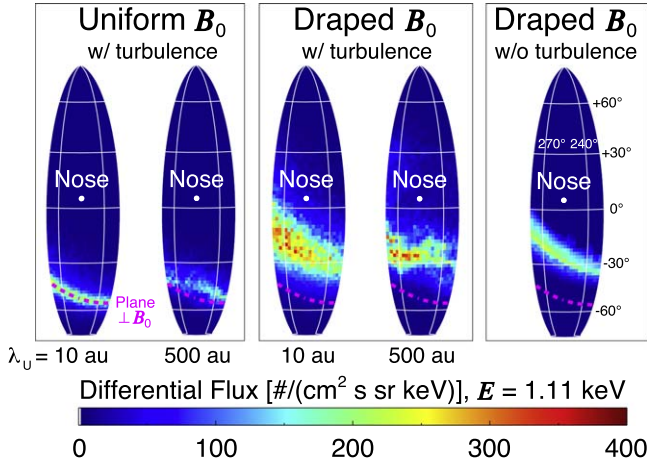 Uniform B₀
w/ turbulence
Draped B₀
w/ turbulence
Draped B₀
w/o turbulence
Nose
Nose
Nose
Nose
Nose
270° 240°
+60°
+30°
0°
-30°
-60°
Plane
⊥B₀
λ_U = 10 au
500 au
10 au
500 au
Differential Flux [#/(cm² s sr keV)], E = 1.11 keV
0
100
200
300
400